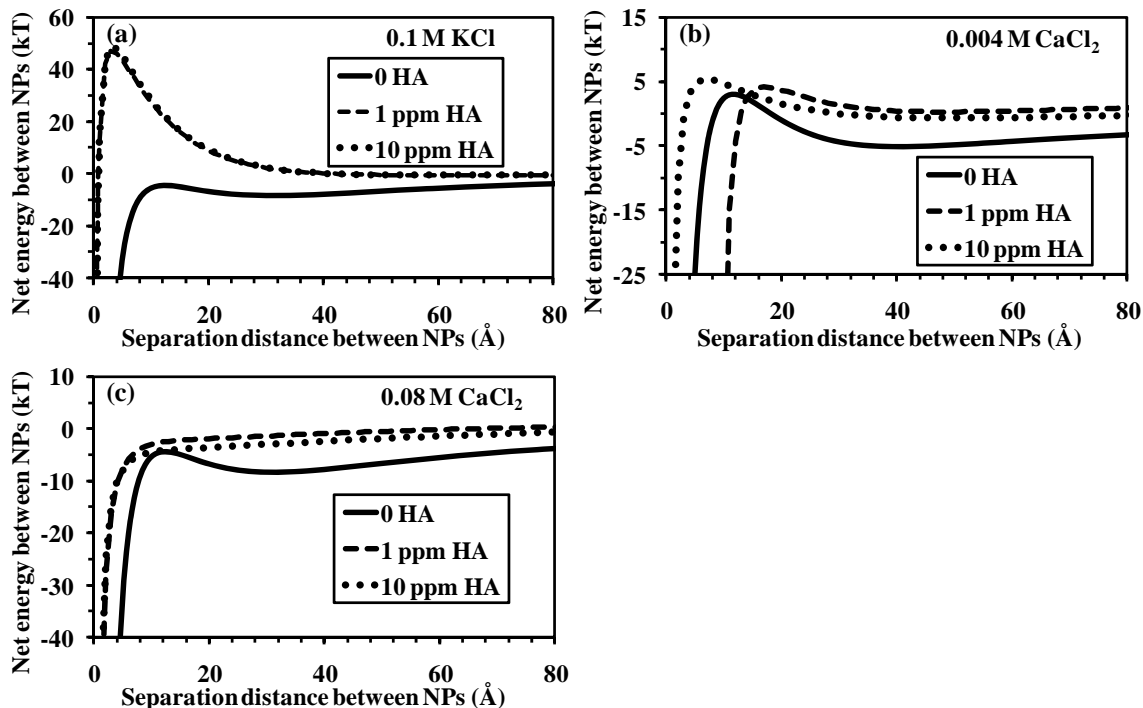 (a)
0.1 M KCl
Net energy between NPs (kT)
60
40
20
0
-20
-40
0 HA
1 ppm HA
10 ppm HA
0 20 40 60 80
Separation distance between NPs (Å)
(b)
0.004 M CaCl₂
Net energy between NPs (kT)
15
5
-5
-15
-25
0 HA
1 ppm HA
10 ppm HA
0 20 40 60 80
Separation distance between NPs (Å)
(c)
0.08 M CaCl₂
Net energy between NPs (kT)
10
0
-10
-20
-30
-40
0 HA
1 ppm HA
10 ppm HA
0 20 40 60 80
Separation distance between NPs (Å)